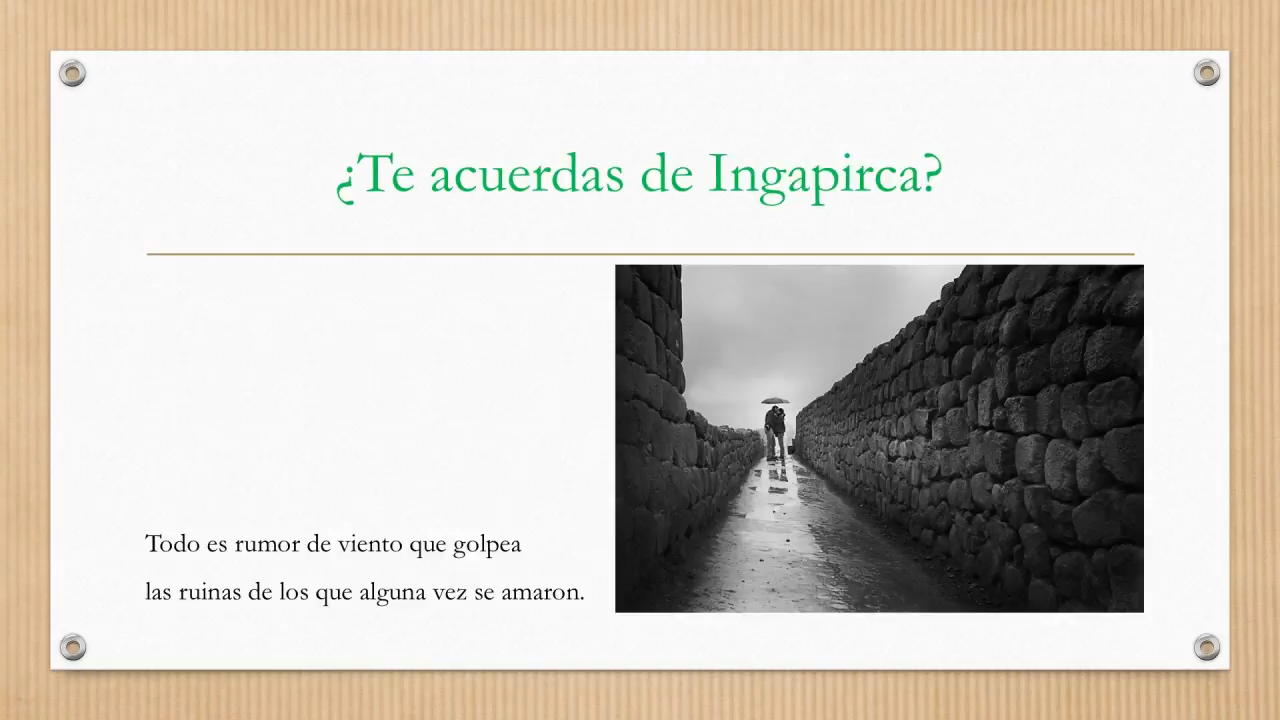 ¿Te acuerdas de Ingapirca?
Todo es rumor de viento que golpea
las ruinas de los que alguna vez se amaron.